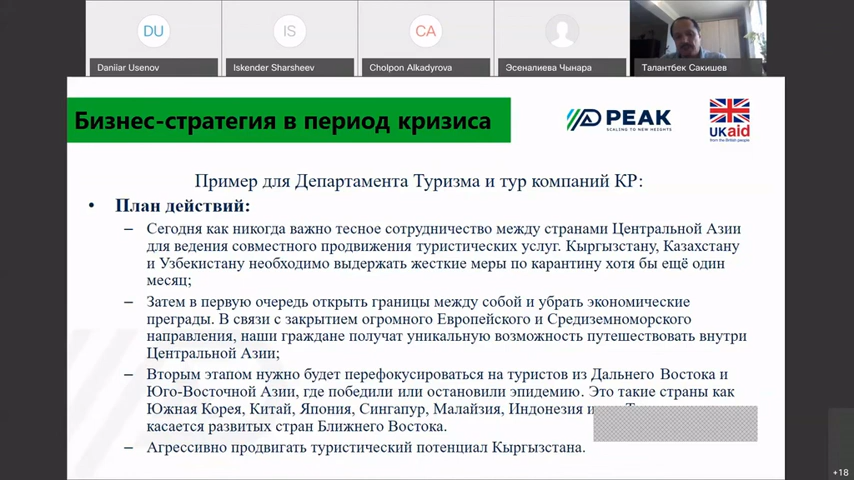 DU
IS
CA
Daniiar Usenov
Iskender Sharsheev
Cholpon Alkadyrova
Эсеналиева Чынара
Талантбек Сакишев
Бизнес-стратегия в период кризиса
PEAK
SCALING TO NEW HEIGHTS
UKaid
from the British people
Пример для Департамента Туризма и тур компаний КР:
• План действий:
– Сегодня как никогда важно тесное сотрудничество между странами Центральной Азии
для ведения совместного продвижения туристических услуг. Кыргызстану, Казахстану
и Узбекистану необходимо выдержать жесткие меры по карантину хотя бы ещё один
месяц;
– Затем в первую очередь открыть границы между собой и убрать экономические
преграды. В связи с закрытием огромного Европейского и Средиземноморского
направления, наши граждане получат уникальную возможность путешествовать внутри
Центральной Азии;
– Вторым этапом нужно будет перефокусироваться на туристов из Дальнего Востока и
Юго-Восточной Азии, где победили или остановили эпидемию. Это такие страны как
Южная Корея, Китай, Япония, Сингапур, Малайзия, Индонезия
касается развитых стран Ближнего Востока.
– Агрессивно продвигать туристический потенциал Кыргызстана.
+18